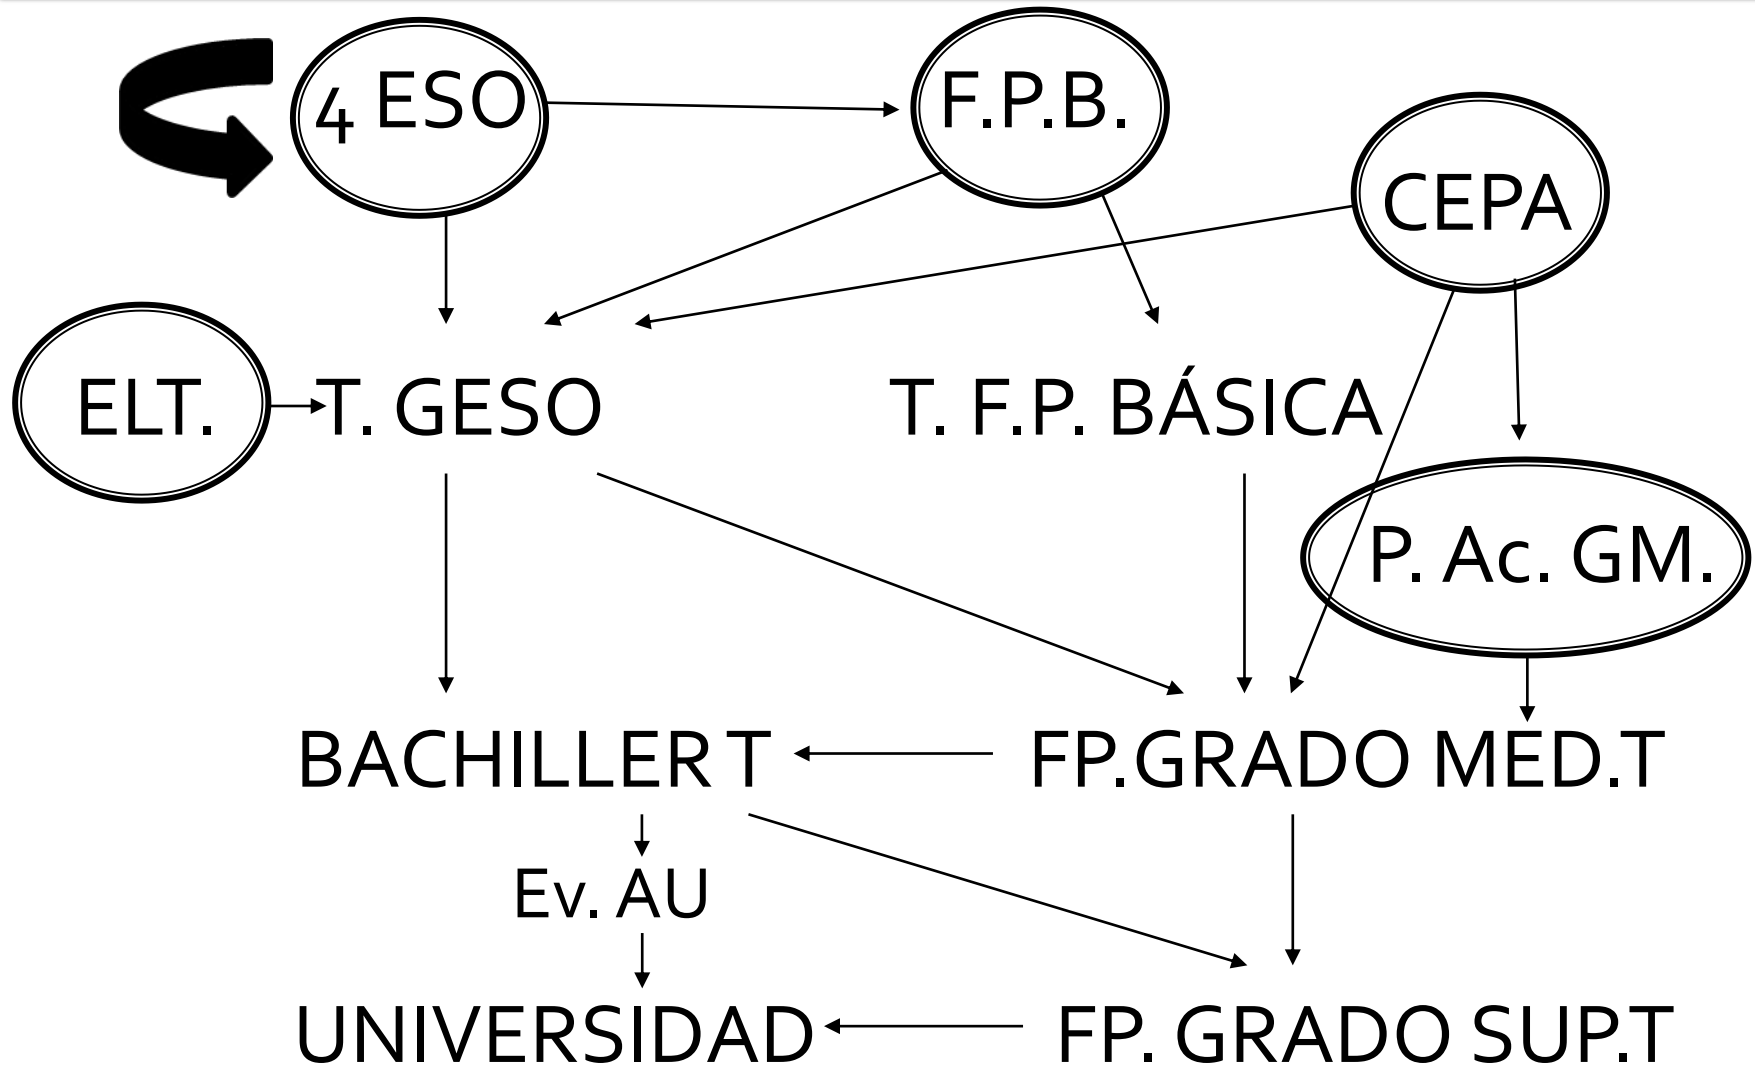 4 ESO
F.P.B.
CEPA
ELT.
T. GESO
T. F.P. BÁSICA
P. Ac. GM.
BACHILLER T
FP.GRADO MED.T
Ev. AU
UNIVERSIDAD
FP. GRADO SUP.T